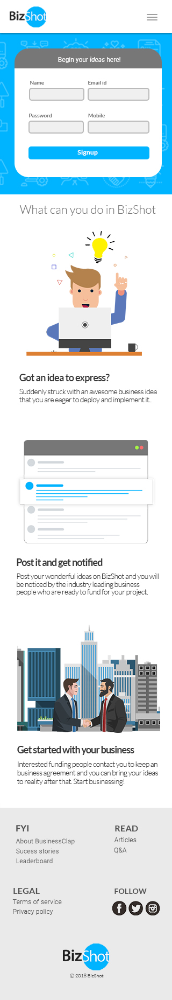 BizShot
Begin your ideas here!
Name Email id
Password Mobile
Signup
What can you do in BizShot
Got an idea to express?
Suddenly struck with an awesome business idea
that you are eager to deploy and implement it..
Post it and get notified
Post your wonderful ideas on BizShot and you will
be noticed by the industry leading business
people who are ready to fund for your project.
Get started with your business
Interested funding people contact you to keep an
business agreement and you can bring your ideas
to reality after that. Start businessing!
FYI
About BusinessClap
Sucess stories
Leaderboard
READ
Articles
Q&A
LEGAL
Terms of service
Privacy policy
FOLLOW
BizShot
© 2018 BizShot